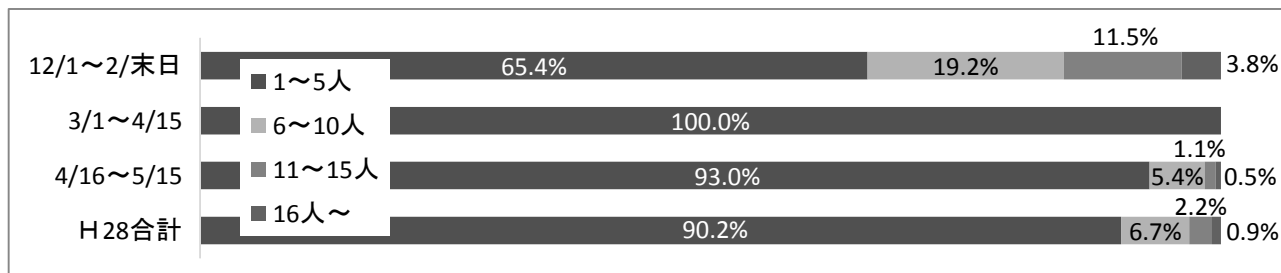 11.5%
12/1～2/末日 65.4% 19.2% 3.8%
■1～5人
3/1～4/15 100.0%
■6～10人
1.1%
■11～15人
4/16～5/15 93.0% 5.4% 0.5%
■16人～
2.2%
Ｈ28合計 90.2% 6.7% 0.9%